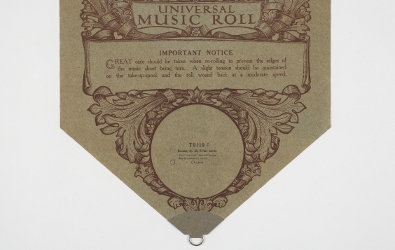 UNIVERSAL
MUSIC ROLL
IMPORTANT NOTICE
GREAT care should be taken when rerolling to prevent the edges of
the music sheet being torn. A slight tension should be maintained
on the take-up-spool and the roll wound back at a moderate speed.